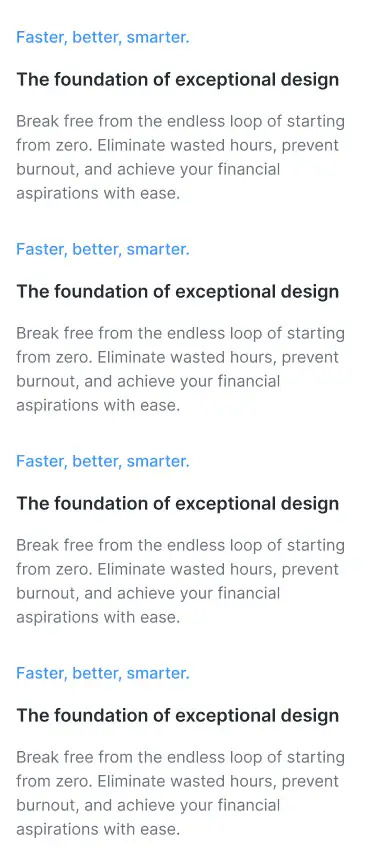 Faster, better, smarter.
The foundation of exceptional design
Break free from the endless loop of starting
from zero. Eliminate wasted hours, prevent
burnout, and achieve your financial
aspirations with ease.
Faster, better, smarter.
The foundation of exceptional design
Break free from the endless loop of starting
from zero. Eliminate wasted hours, prevent
burnout, and achieve your financial
aspirations with ease.
Faster, better, smarter.
The foundation of exceptional design
Break free from the endless loop of starting
from zero. Eliminate wasted hours, prevent
burnout, and achieve your financial
aspirations with ease.
Faster, better, smarter.
The foundation of exceptional design
Break free from the endless loop of starting
from zero. Eliminate wasted hours, prevent
burnout, and achieve your financial
aspirations with ease.